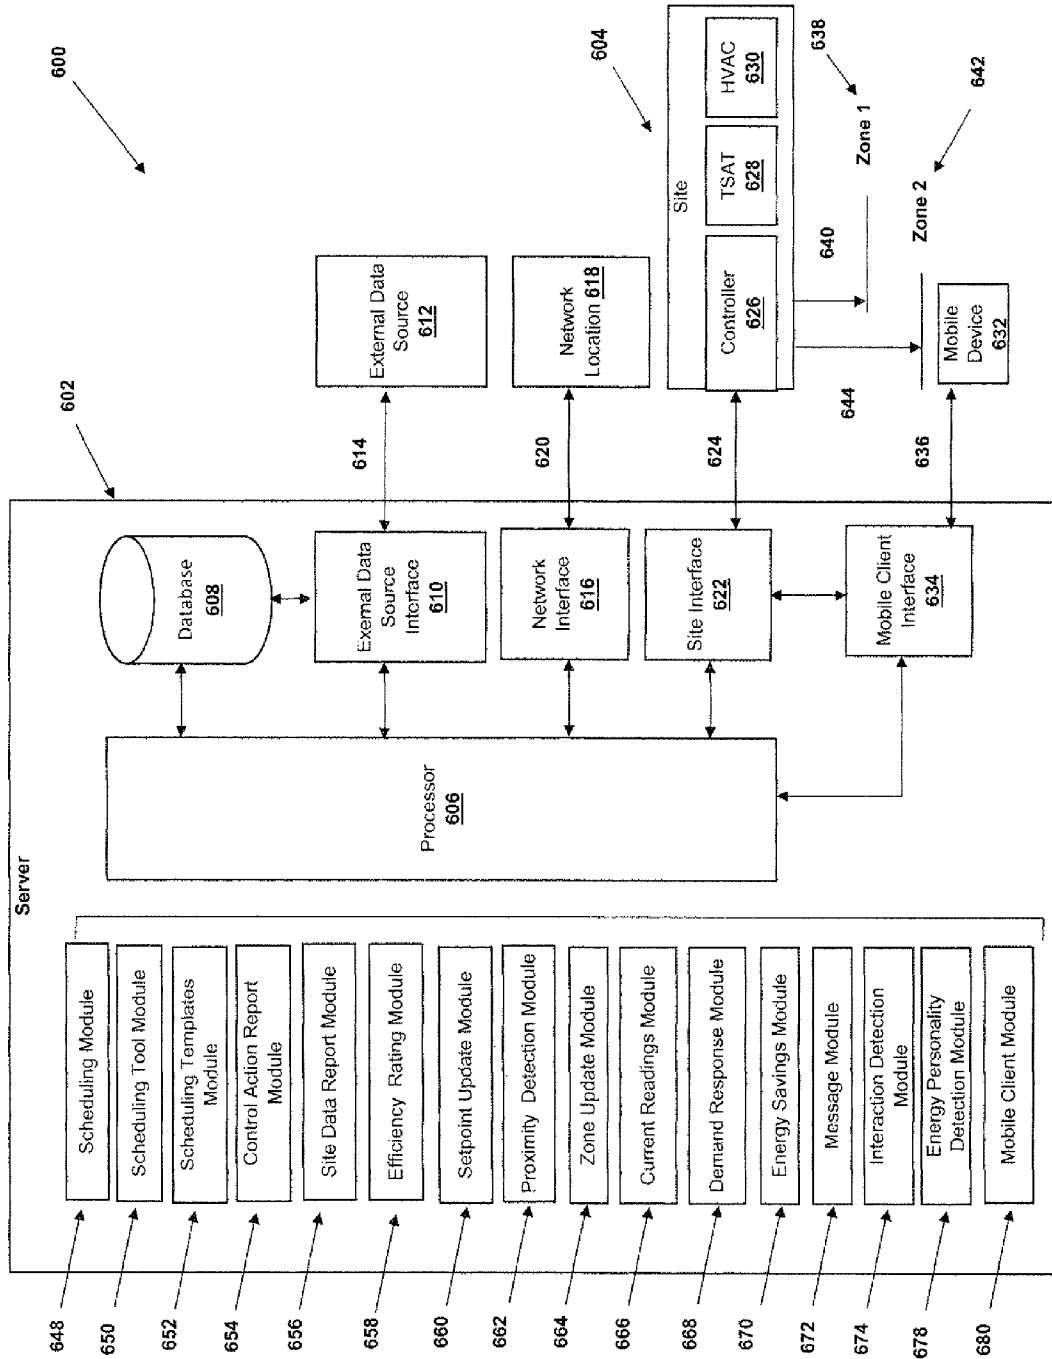 600
602
Server
648
Scheduling Module
650
Scheduling Tool Module
652
Scheduling Templates
Module
654
Control Action Report
Module
656
Site Data Report Module
658
Efficiency Rating Module
660
Setpoint Update Module
662
Proximity Detection Module
664
Zone Update Module
666
Current Readings Module
668
Demand Response Module
670
Energy Savings Module
672
Message Module
674
Interaction Detection
Module
678
Energy Personality
Detection Module
680
Mobile Client Module
Processor
606
Database
608
Exernal Data
Source
Interface
610
Network
Interface
616
Site Interface
622
Mobile Client
Interface
634
614
620
624
636
External Data
Source
612
Network
Location 618
604
Site
Controller
626
TSAT
628
HVAC
630
640
644
638
Zone 1
642
Zone 2
Mobile
Device
632